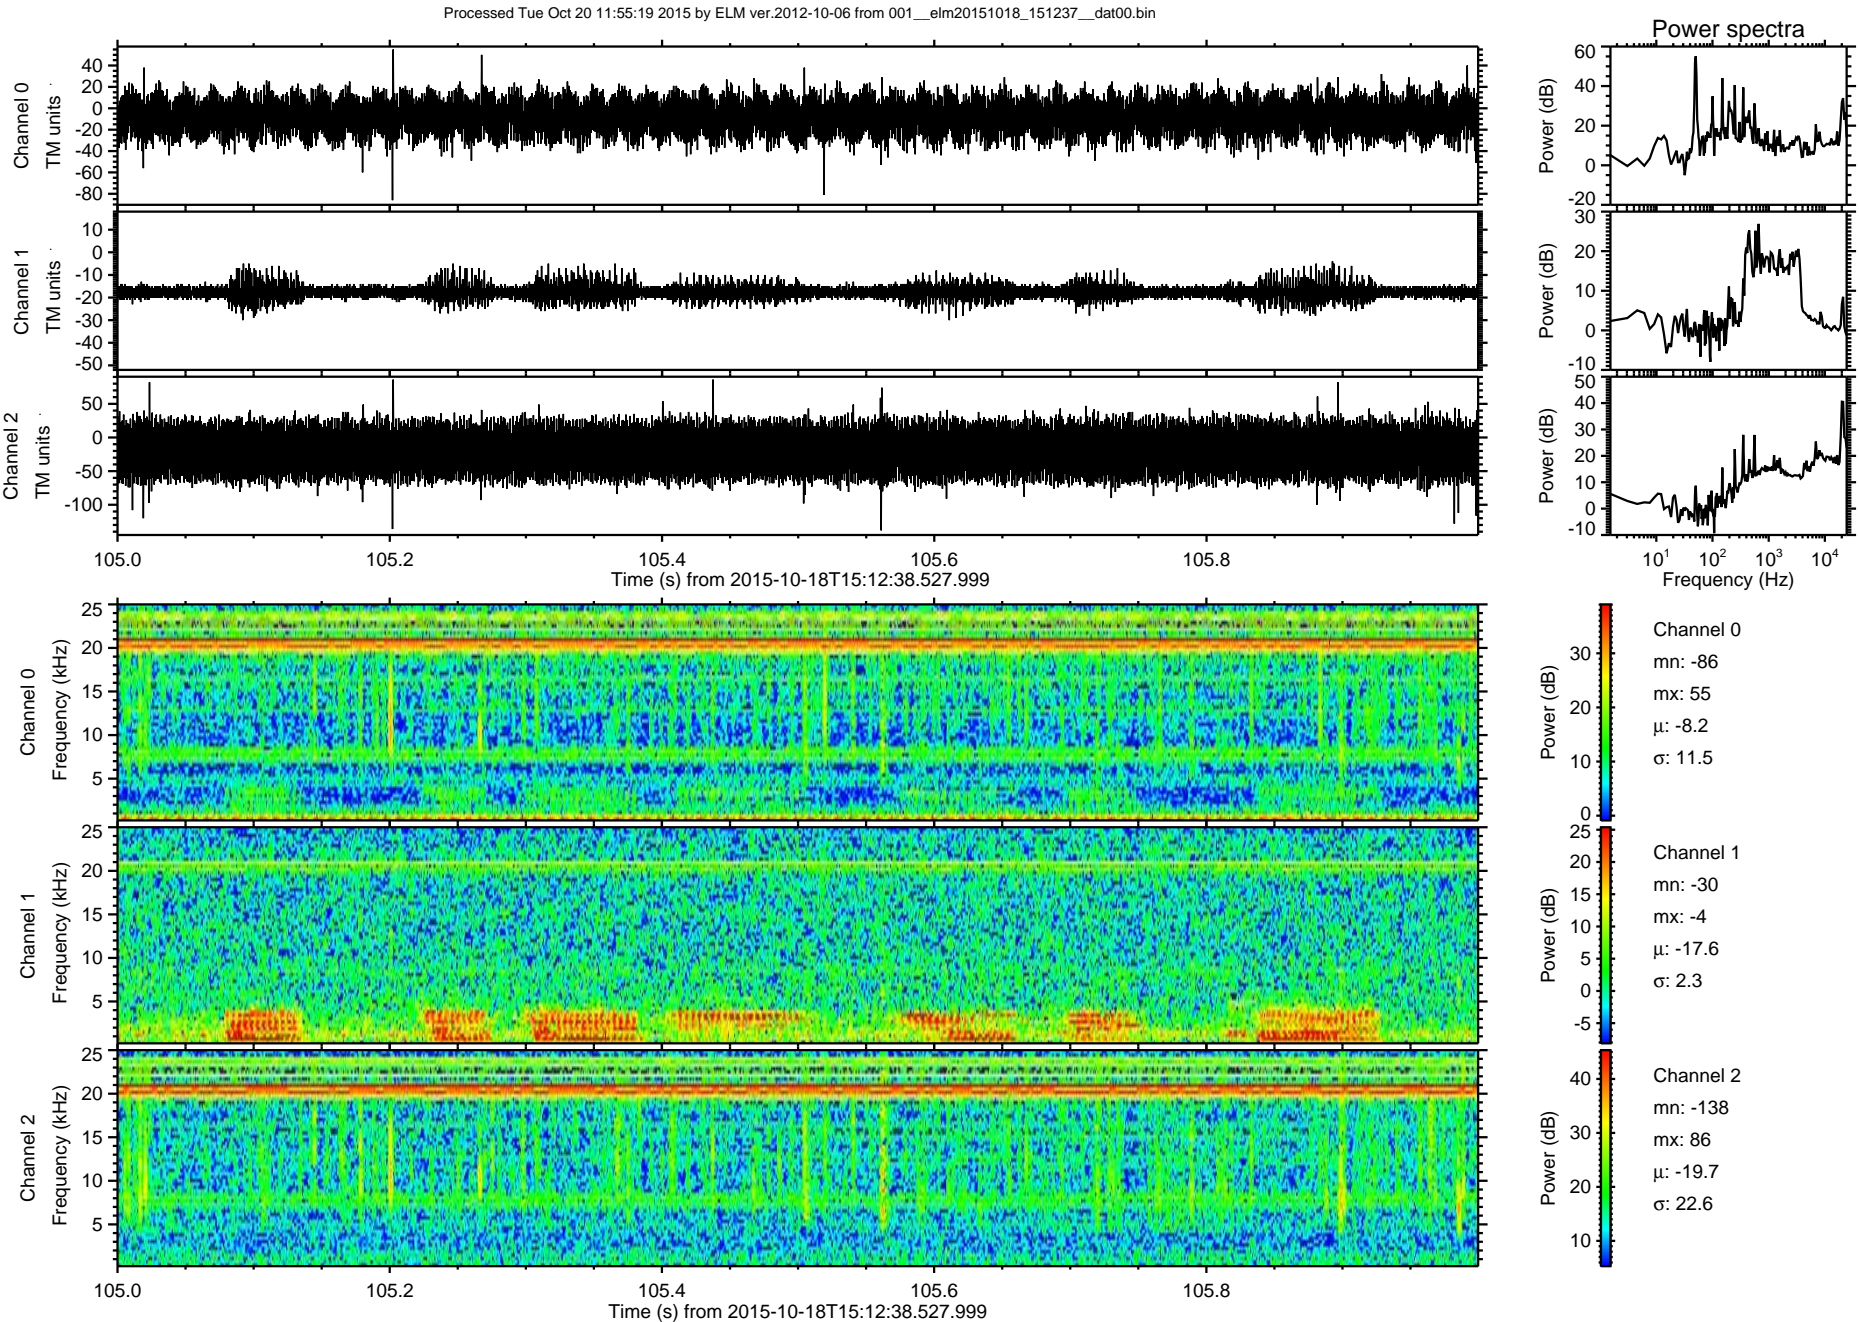 Processed Tue Oct 20 11:55:19 2015 by ELM ver.2012-10-06 from 001__elm20151018_151237__dat00.bin
Power spectra
Channel 0
TM units
40
20
0
-20
-40
-60
-80
Power (dB)
60
40
20
0
-20
Channel 1
TM units
10
0
-10
-20
-30
-40
-50
Power (dB)
30
20
10
0
-10
Channel 2
TM units
50
0
-50
-100
Power (dB)
50
40
30
20
10
0
-10
105.0 105.2 105.4 105.6 105.8
Time (s) from 2015-10-18T15:12:38.527.999
10¹ 10² 10³ 10⁴
Frequency (Hz)
Channel 0
Frequency (kHz)
25
20
15
10
5
Power (dB)
30
20
10
0
Channel 0
mn: -86
mx: 55
μ: -8.2
σ: 11.5
Channel 1
Frequency (kHz)
25
20
15
10
5
Power (dB)
25
20
15
10
5
0
-5
Channel 1
mn: -30
mx: -4
μ: -17.6
σ: 2.3
Channel 2
Frequency (kHz)
25
20
15
10
5
Power (dB)
40
30
20
10
Channel 2
mn: -138
mx: 86
μ: -19.7
σ: 22.6
105.0 105.2 105.4 105.6 105.8
Time (s) from 2015-10-18T15:12:38.527.999